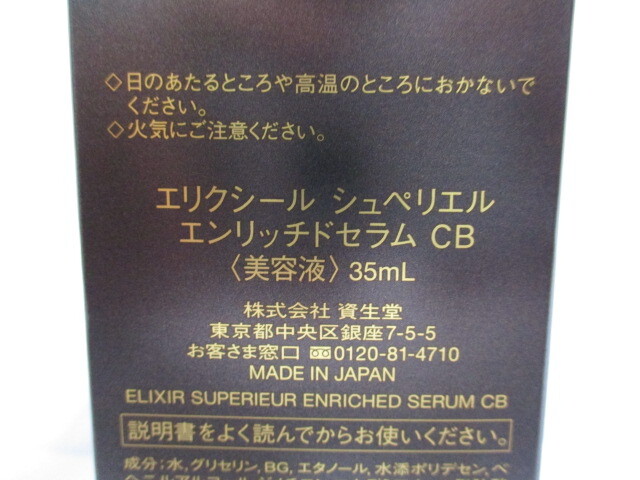 ◇日のあたるところや高温のところにおかないで
ください。
◇火気にご注意ください。
エリクシール シュペリエル
エンリッチドセラム CB
〈美容液〉35mL
株式会社 資生堂
東京都中央区銀座7-5-5
お客さま窓口 0120-81-4710
MADE IN JAPAN
ELIXIR SUPERIEUR ENRICHED SERUM CB
説明書をよく読んでからお使いください。
成分;水,グリセリン,BG,エタノール,水添ポリデセン,ベ